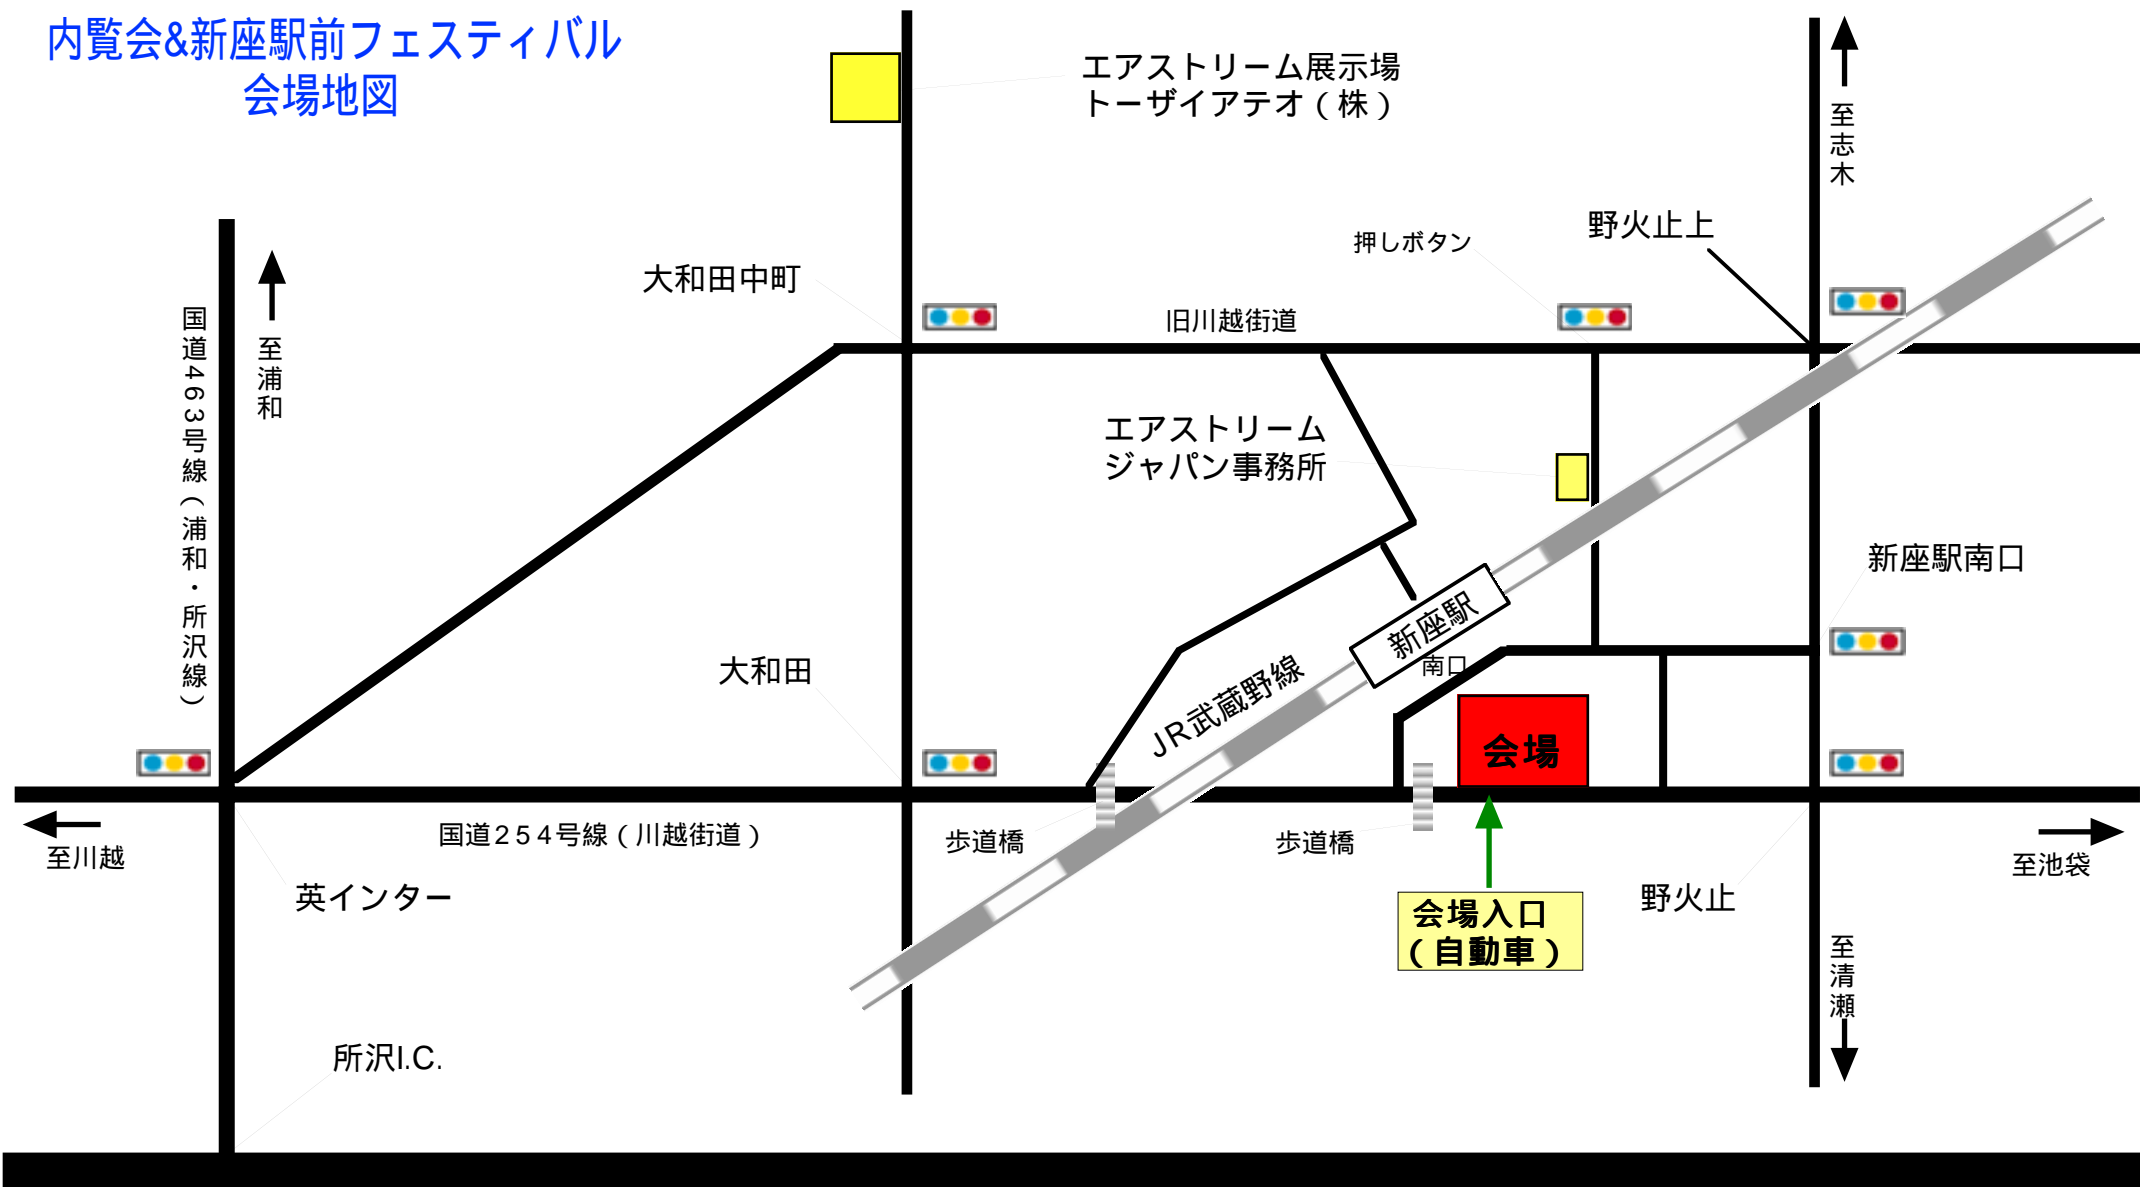 内覧会&新座駅前フェスティバル
会場地図
エアストリーム展示場
トーザイアテオ（株）
至志木
野火止上
押しボタン
大和田中町
旧川越街道
国道463号線（浦和・所沢線）
至浦和
エアストリーム
ジャパン事務所
新座駅南口
新座駅
南口
大和田
JR武蔵野線
会場
国道254号線（川越街道）
歩道橋
歩道橋
至川越
至池袋
英インター
会場入口
（自動車）
野火止
至清瀬
所沢I.C.